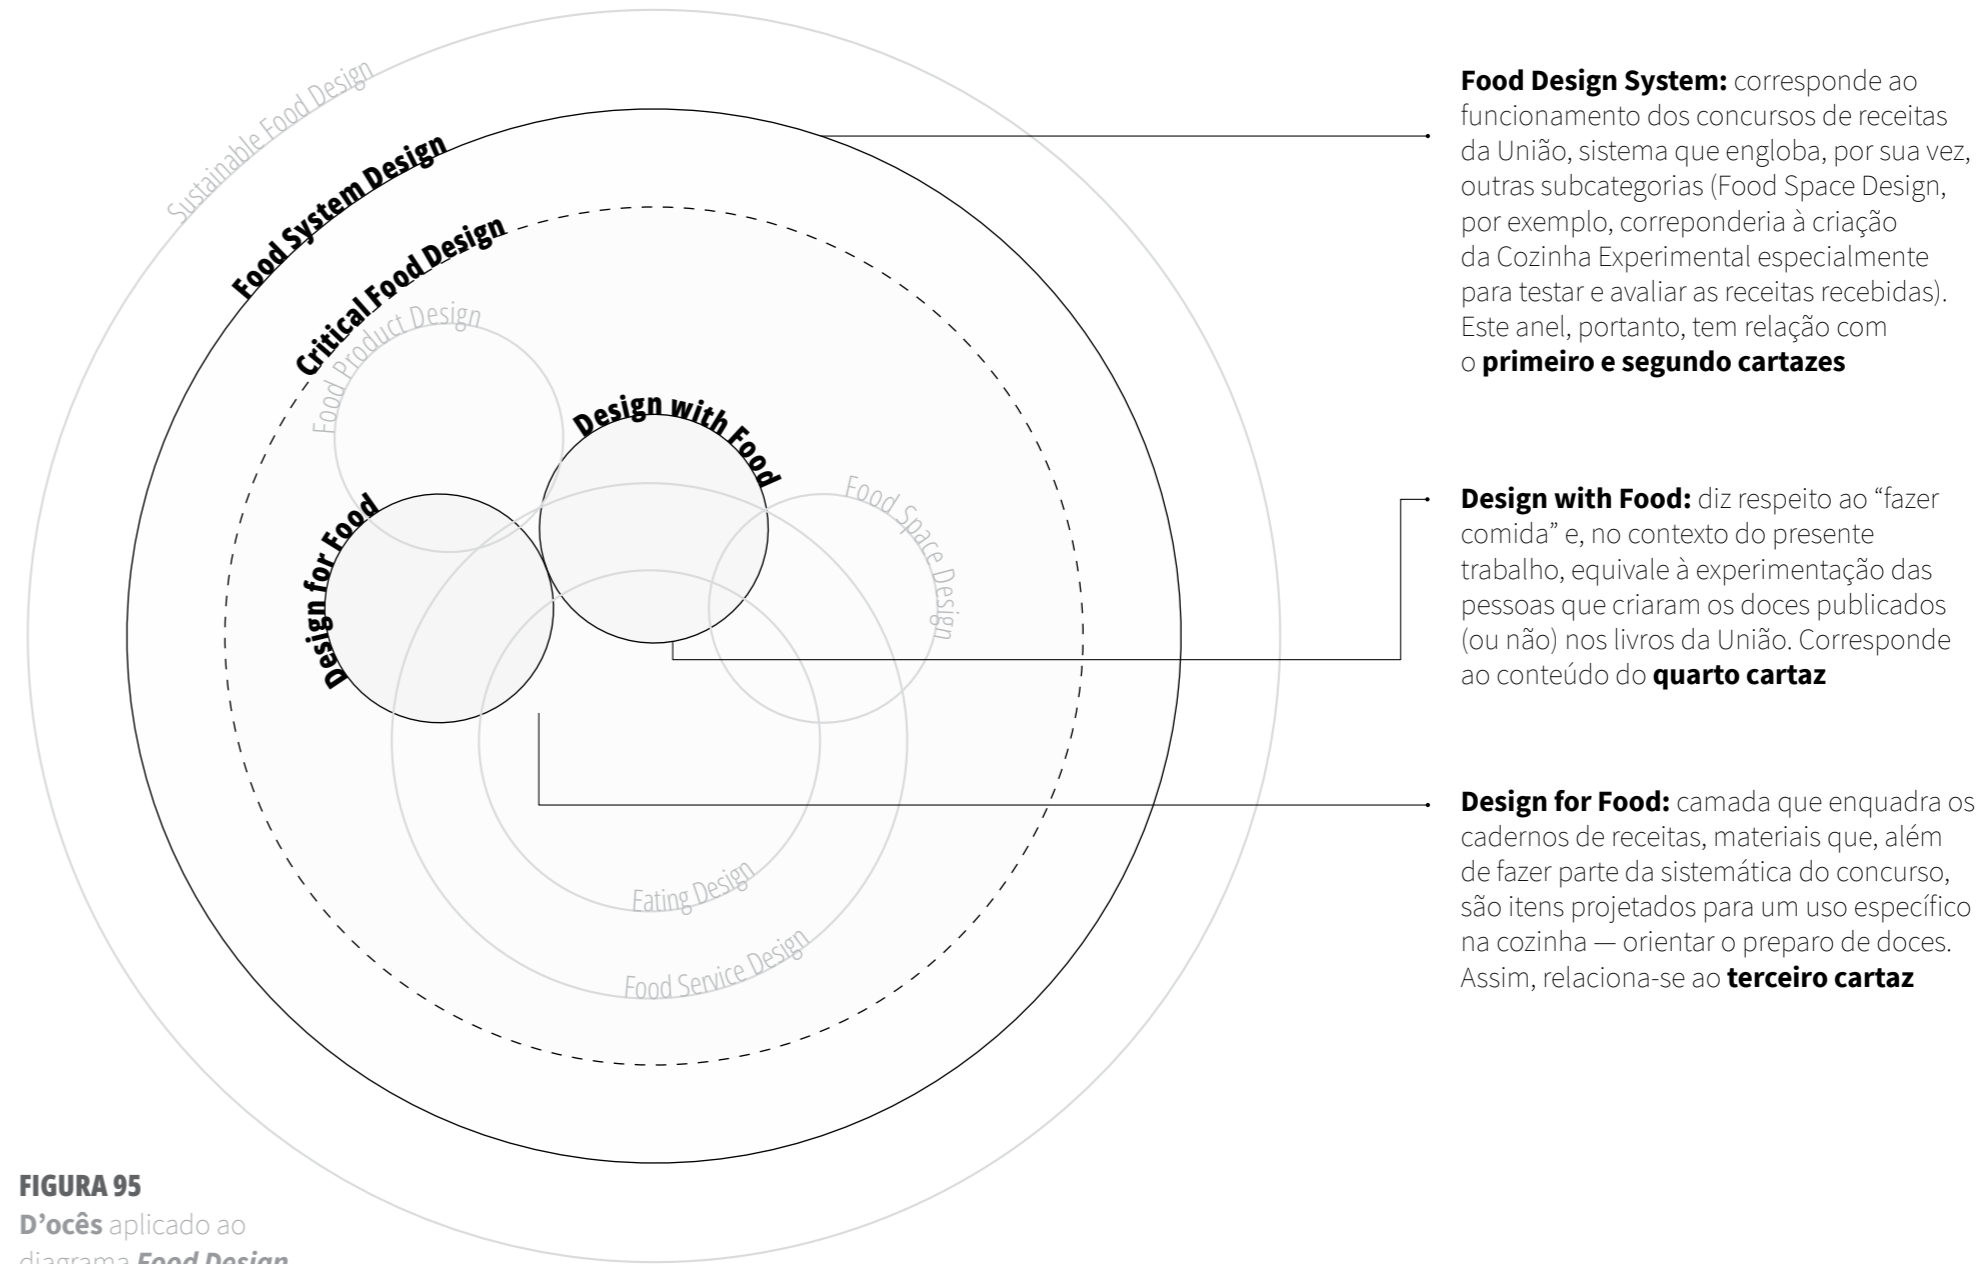 Sustainable Food Design
Food System Design
Critical Food Design
Food Product Design
Design with Food
Design for Food
Food Space Design
Eating Design
Food Service Design
Food Design System: corresponde ao
funcionamento dos concursos de receitas
da União, sistema que engloba, por sua vez,
outras subcategorias (Food Space Design,
por exemplo, correponderia à criação
da Cozinha Experimental especialmente
para testar e avaliar as receitas recebidas).
Este anel, portanto, tem relação com
o primeiro e segundo cartazes
Design with Food: diz respeito ao “fazer
comida” e, no contexto do presente
trabalho, equivale à experimentação das
pessoas que criaram os doces publicados
(ou não) nos livros da União. Corresponde
ao conteúdo do quarto cartaz
Design for Food: camada que enquadra os
cadernos de receitas, materiais que, além
de fazer parte da sistemática do concurso,
são itens projetados para um uso específico
na cozinha — orientar o preparo de doces.
Assim, relaciona-se ao terceiro cartaz
FIGURA 95
D’ocês aplicado ao
diagrama Food Design